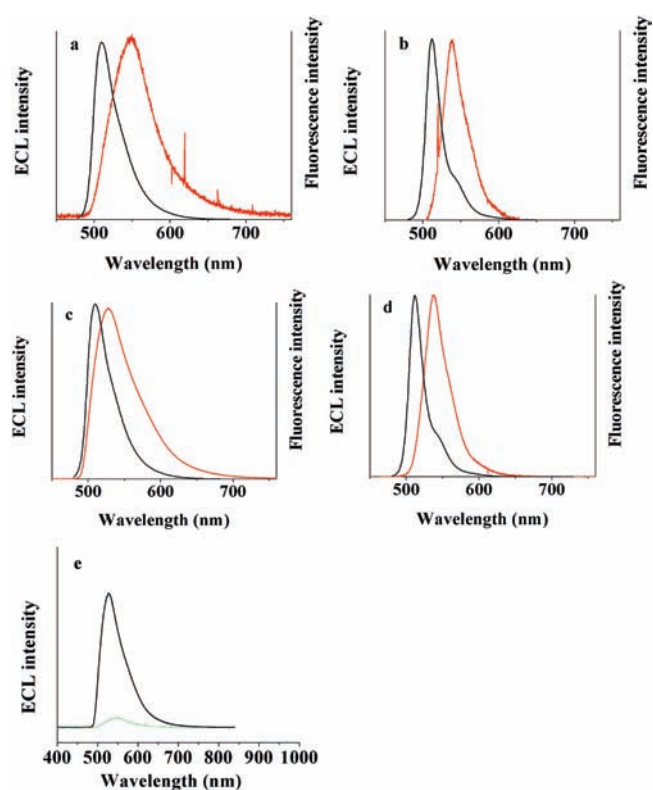 a
ECL intensity
Fluorescence intensity
500 600 700
Wavelength (nm)
b
ECL intensity
Fluorescence intensity
500 600 700
Wavelength (nm)
c
ECL intensity
Fluorescence intensity
500 600 700
Wavelength (nm)
d
ECL intensity
Fluorescence intensity
500 600 700
Wavelength (nm)
e
ECL intensity
400 500 600 700 800 900 1000
Wavelength (nm)